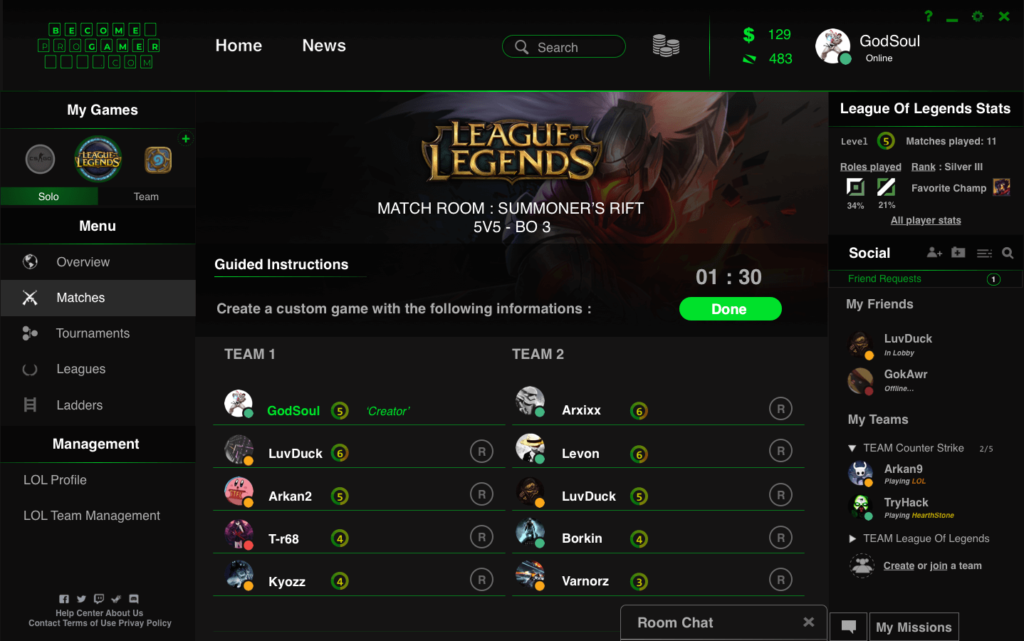 BECOME
PROGAMER
COM
Home
News
Search
$ 129
483
GodSoul
Online
?
My Games
LEAGUE OF LEGENDS
Solo
Team
Menu
Overview
Matches
Tournaments
Leagues
Ladders
Management
LOL Profile
LOL Team Management
Help Center About Us
Contact Terms of Use Privay Policy
LEAGUE OF
LEGENDS
MATCH ROOM : SUMMONER’S RIFT
5V5 - BO 3
Guided Instructions
01 : 30
Create a custom game with the following informations :
Done
TEAM 1
GodSoul 5 ‘Creator’
LuvDuck 6 R
Arkan2 5 R
T-r68 4 R
Kyozz 4 R
TEAM 2
Arxixx 6 R
Levon 6 R
LuvDuck 5 R
Borkin 4 R
Varnorz 3 R
Room Chat
League Of Legends Stats
Level 5 Matches played: 11
Roles played Rank : Silver III
Favorite Champ
34% 21%
All player stats
Social
Friend Requests 1
My Friends
LuvDuck
in Lobby
GokAwr
Offline...
My Teams
TEAM Counter Strike 2/5
Arkan9
Playing LOL
TryHack
Playing HearthStone
TEAM League Of Legends
Create or join a team
My Missions